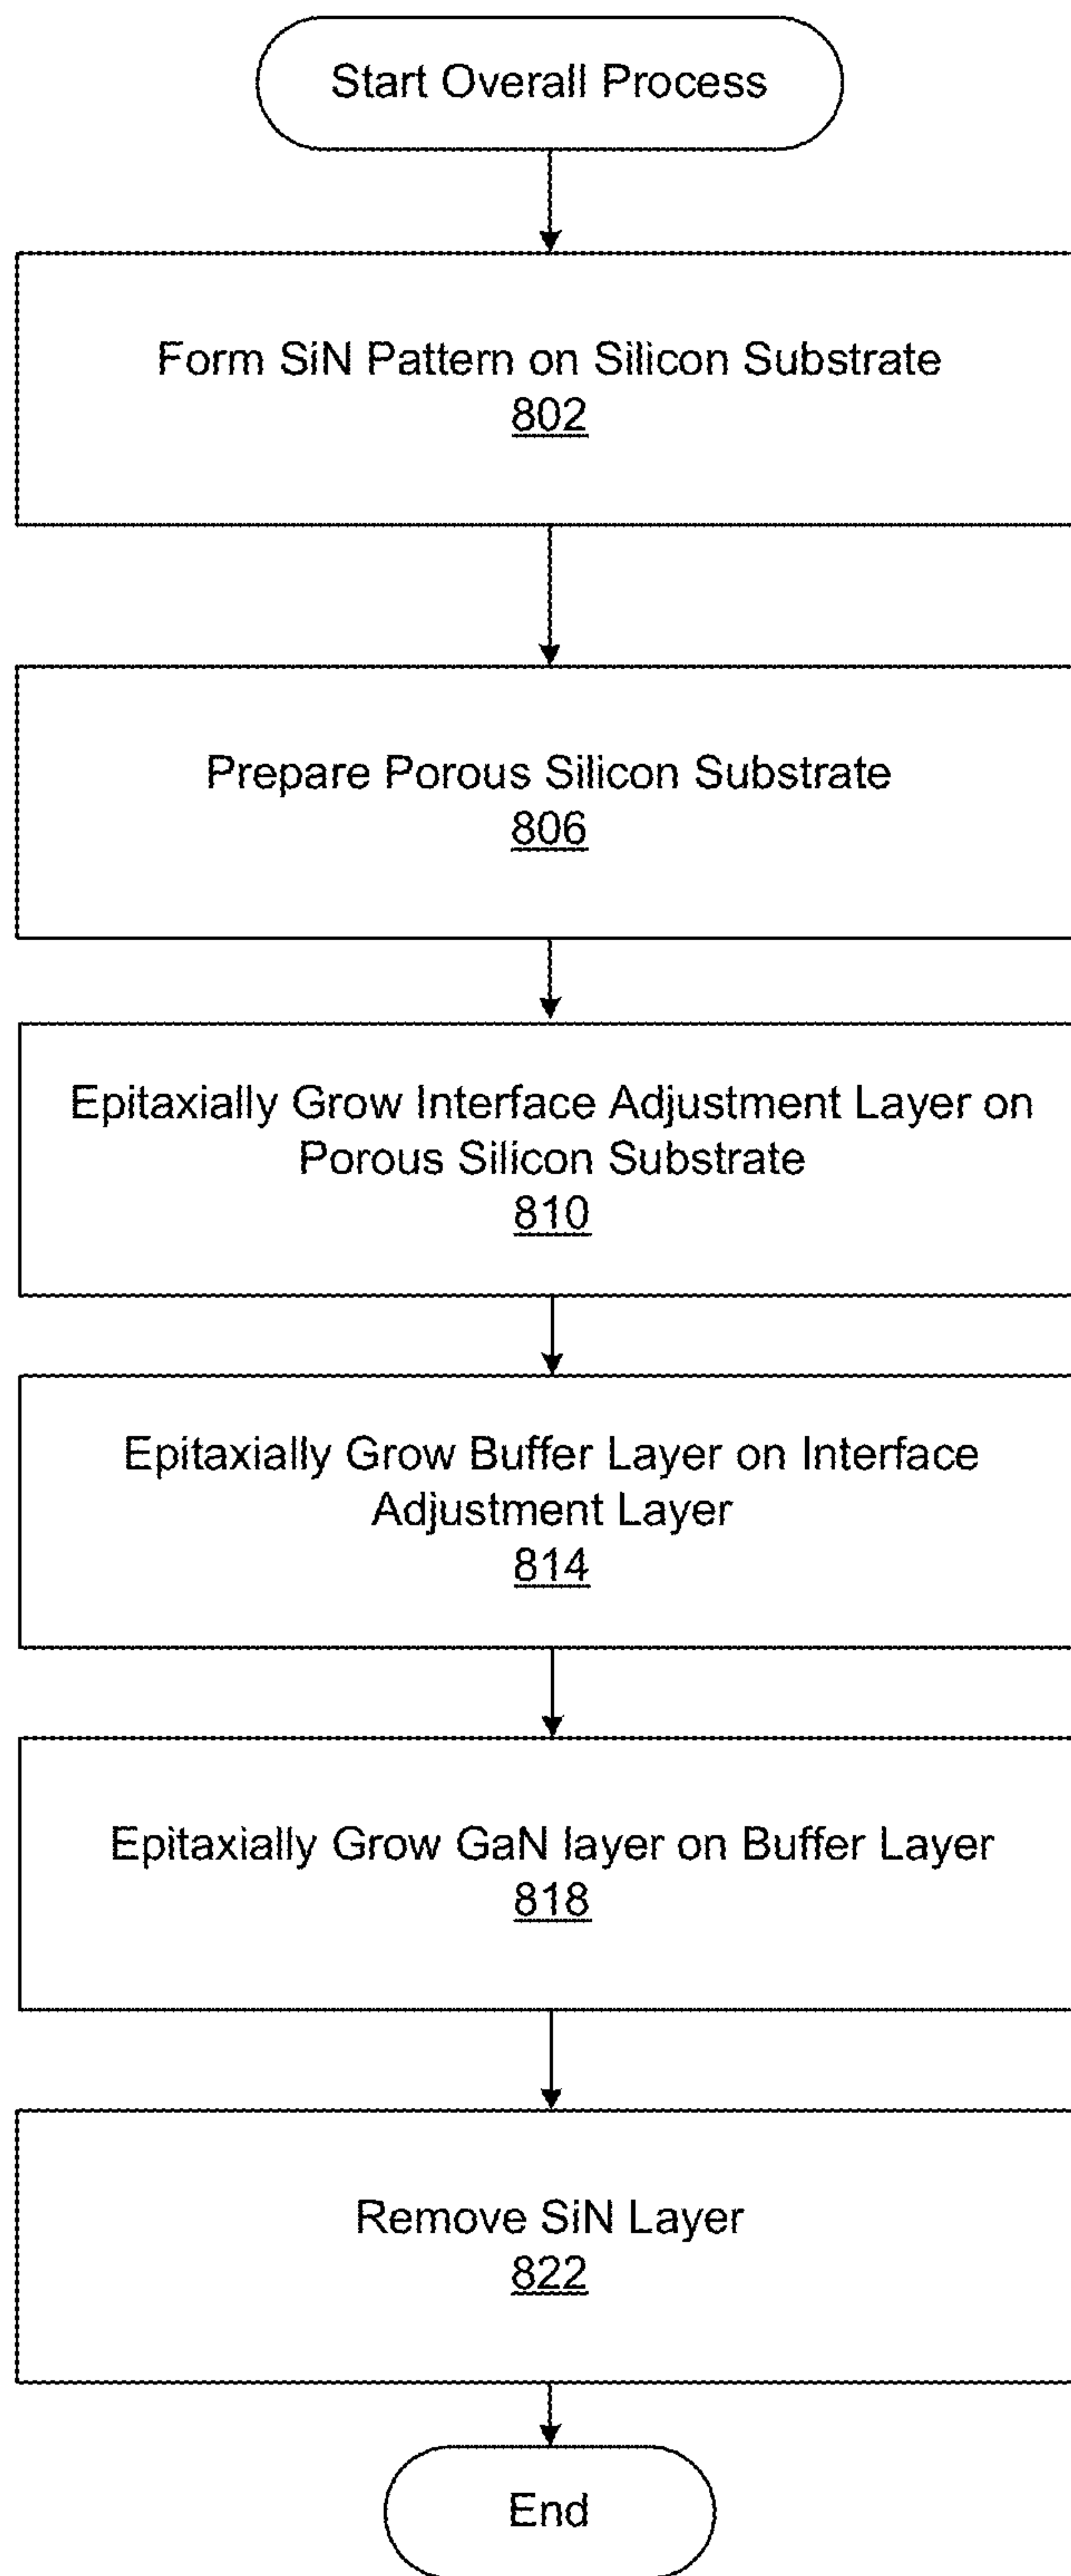 Start Overall Process
Form SiN Pattern on Silicon Substrate
802
Prepare Porous Silicon Substrate
806
Epitaxially Grow Interface Adjustment Layer on
Porous Silicon Substrate
810
Epitaxially Grow Buffer Layer on Interface
Adjustment Layer
814
Epitaxially Grow GaN layer on Buffer Layer
818
Remove SiN Layer
822
End